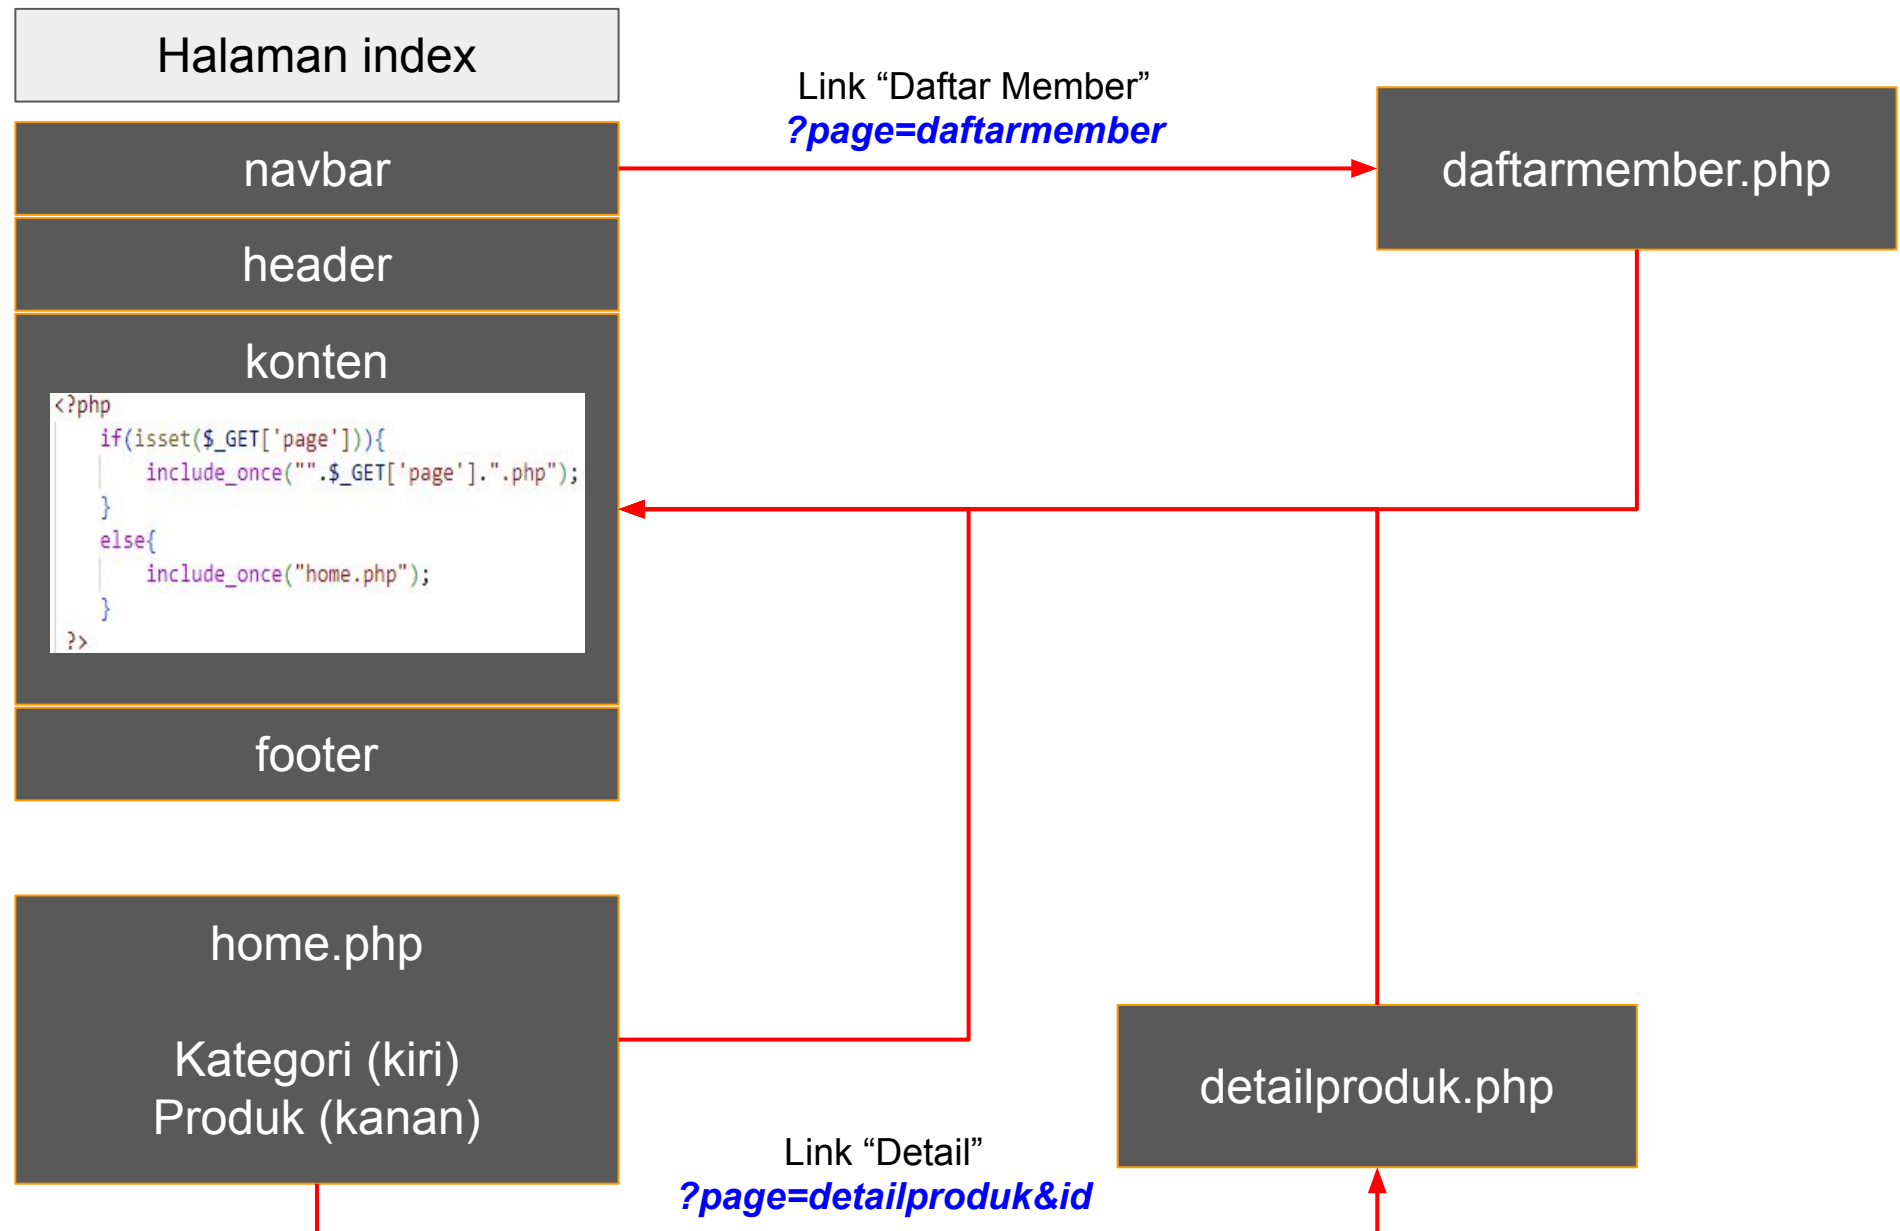 Halaman index
navbar
header
konten
<?php
if(isset($_GET['page'])){
include_once("".$_GET['page'].".php");
}
else{
include_once("home.php");
}
?>
footer
Link “Daftar Member”
?page=daftarmember
daftarmember.php
home.php
Kategori (kiri)
Produk (kanan)
Link “Detail”
?page=detailproduk&id
detailproduk.php